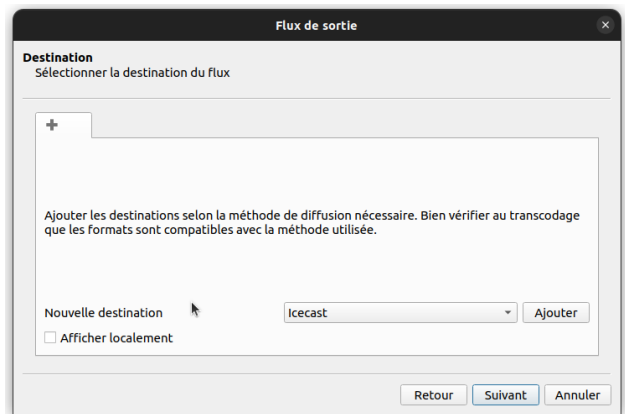 Flux de sortie
Destination
Sélectionner la destination du flux
Ajouter les destinations selon la méthode de diffusion nécessaire. Bien vérifier au transcodage
que les formats sont compatibles avec la méthode utilisée.
Nouvelle destination Icecast Ajouter
Afficher localement
Retour Suivant Annuler